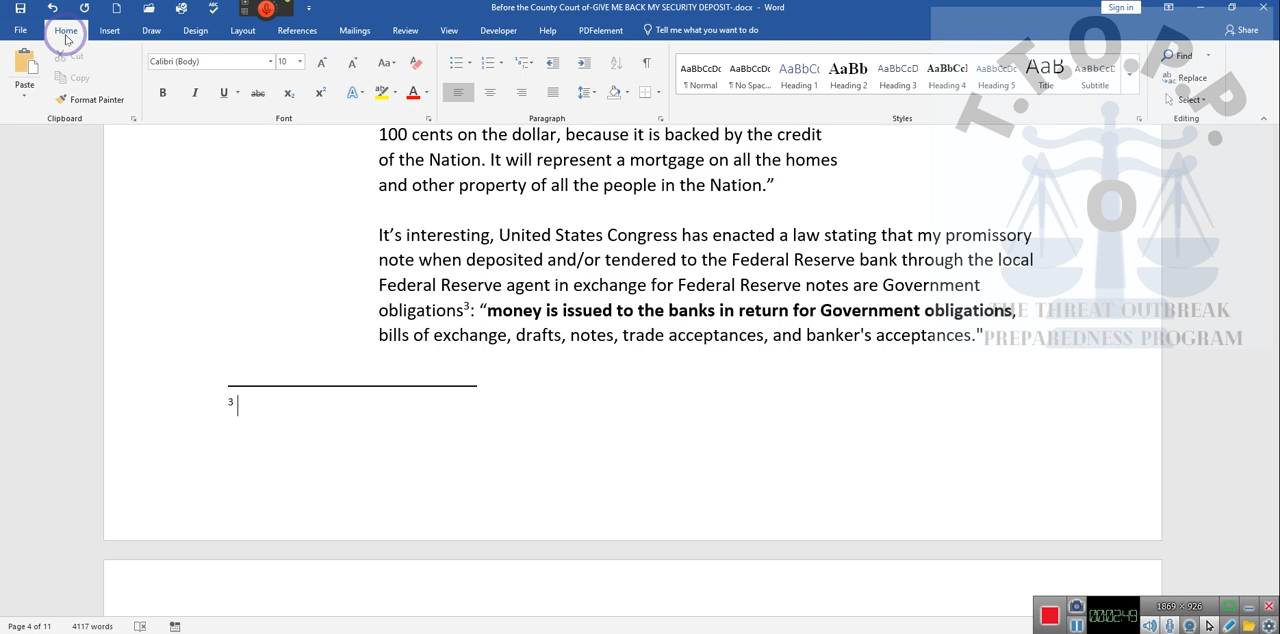 Before the County Court of-GIVE ME BACK MY SECURITY DEPOSIT-.docx - Word
Sign in
File Home Insert Draw Design Layout References Mailings Review View Developer Help PDFelement Tell me what you want to do
Share
Paste
Cut
Copy
Format Painter
Clipboard
Calibri (Body) 10
Font
Paragraph
AaBbCcDc AaBbCcDc AaBbC( AaBb AaBbCcD AaBbCcl AaBbCcDc AaB AaBbCcD
¶ Normal ¶ No Spac... Heading 1 Heading 2 Heading 3 Heading 4 Heading 5 Title Subtitle
Styles
Find
Replace
Select
Editing
T.T.O.P.P.
100 cents on the dollar, because it is backed by the credit
of the Nation. It will represent a mortgage on all the homes
and other property of all the people in the Nation.”
It’s interesting, United States Congress has enacted a law stating that my promissory
note when deposited and/or tendered to the Federal Reserve bank through the local
Federal Reserve agent in exchange for Federal Reserve notes are Government
obligations3: “money is issued to the banks in return for Government obligations,
bills of exchange, drafts, notes, trade acceptances, and banker's acceptances."
THE THREAT OUTBREAK
PREPAREDNESS PROGRAM
3
Page 4 of 11 4117 words
1869 × 926
00:02:49